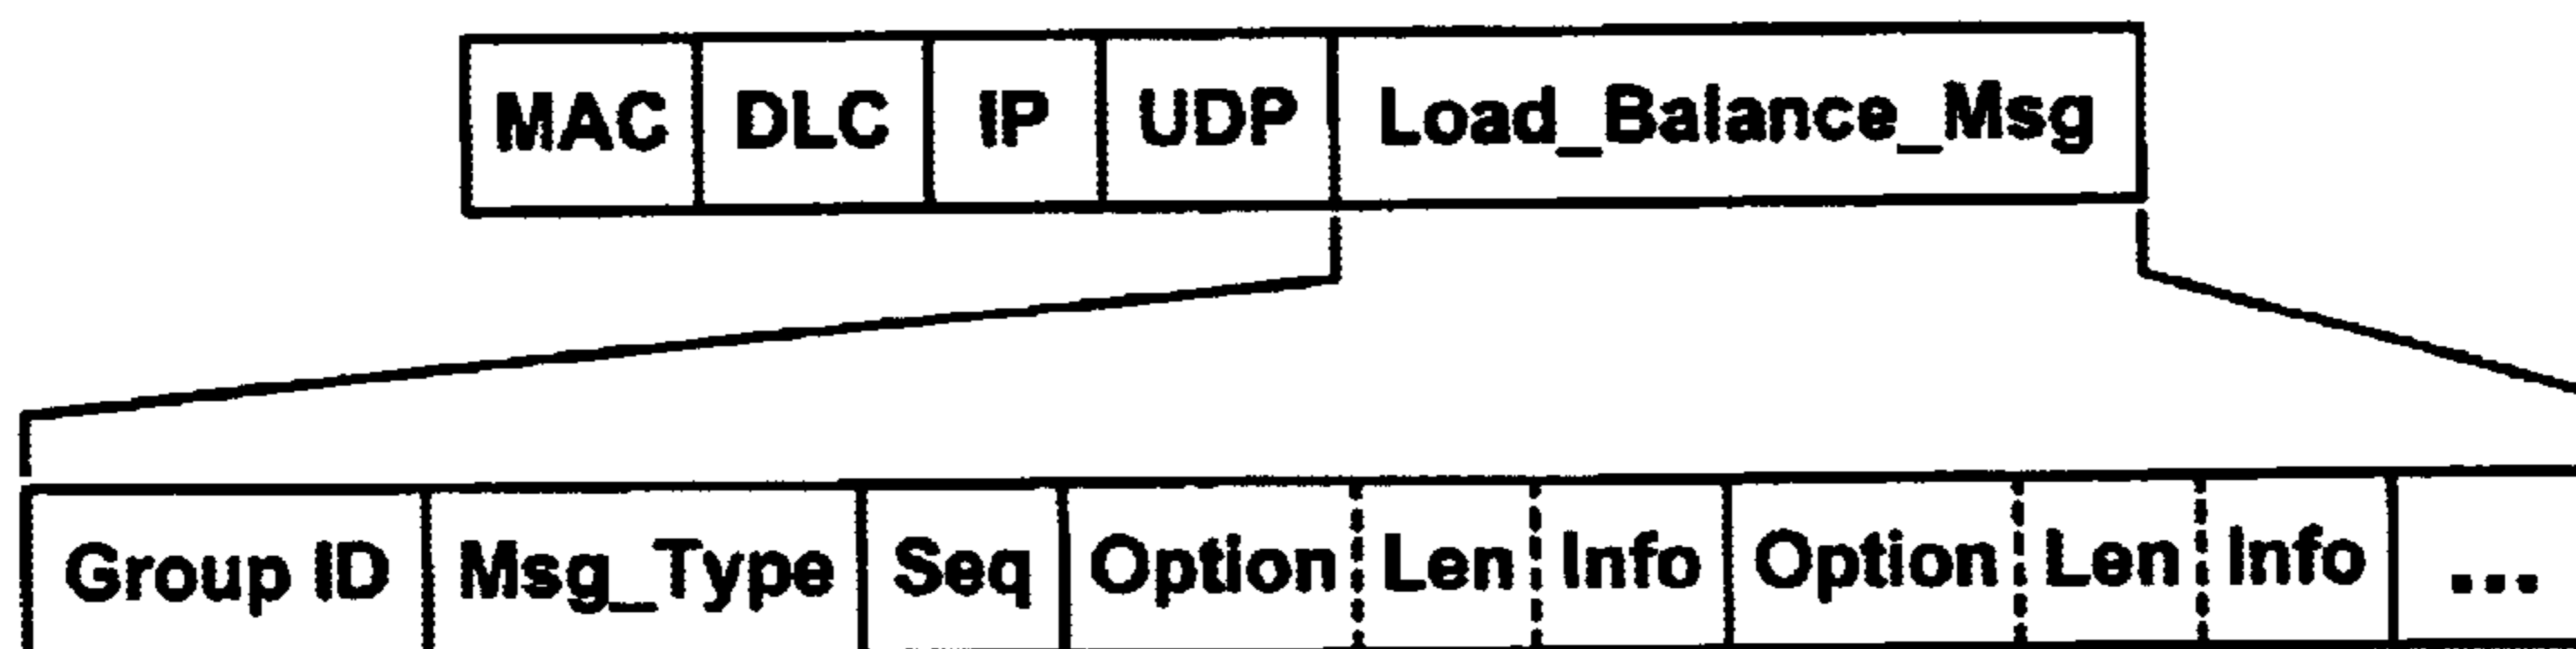 MAC DLC IP UDP Load_Balance_Msg
Group ID Msg_Type Seq Option Len Info Option Len Info ...